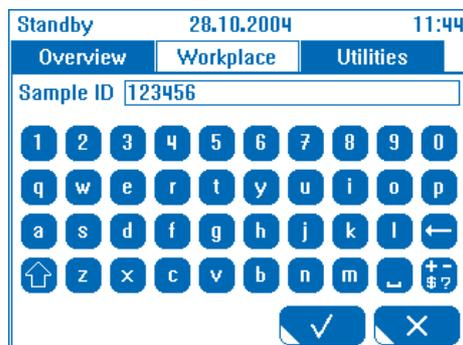 Standby 28.10.2004 11:44
Overview Workplace Utilities
Sample ID 123456
1 2 3 4 5 6 7 8 9 0
q w e r t y u i o p
a s d f g h j k l ←
⇧ z x c v b n m ␣ + - $ ?
✓ ✕